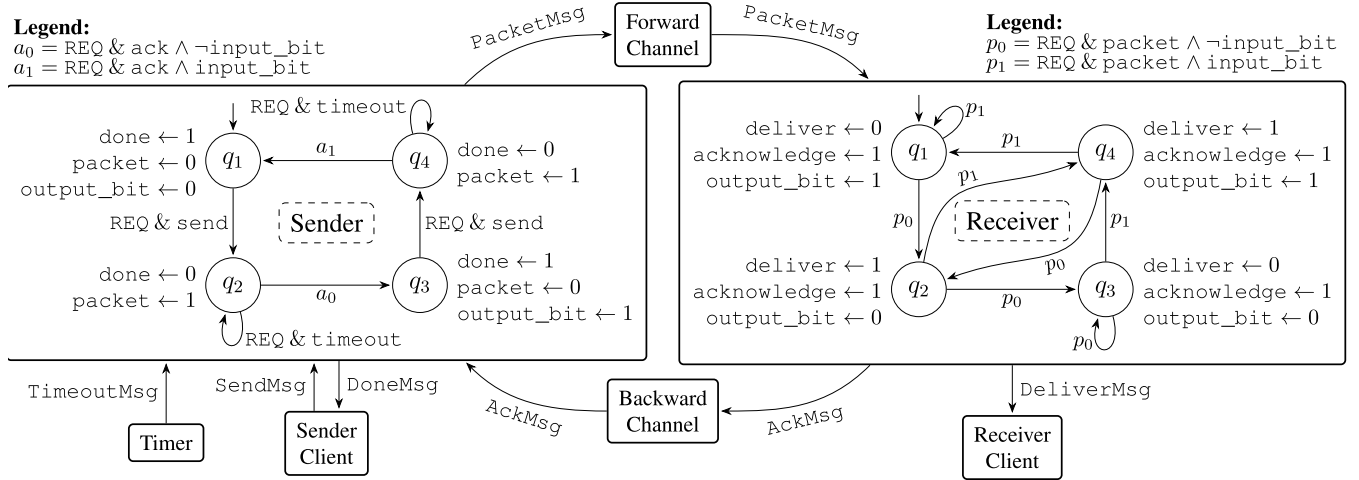 Legend:
a₀ = REQ & ack ∧ ¬input_bit
a₁ = REQ & ack ∧ input_bit
PacketMsg
Forward
Channel
PacketMsg
Legend:
p₀ = REQ & packet ∧ ¬input_bit
p₁ = REQ & packet ∧ input_bit
REQ & timeout
done ← 1
packet ← 0
output_bit ← 0
q₁
a₁
q₄
done ← 0
packet ← 1
REQ & send
Sender
REQ & send
done ← 0
packet ← 1
q₂
a₀
q₃
done ← 1
packet ← 0
output_bit ← 1
REQ & timeout
deliver ← 0
acknowledge ← 1
output_bit ← 1
q₁
p₁
p₁
q₄
deliver ← 1
acknowledge ← 1
output_bit ← 1
p₁
p₀
Receiver
p₁
p₀
deliver ← 1
acknowledge ← 1
output_bit ← 0
q₂
p₀
q₃
deliver ← 0
acknowledge ← 1
output_bit ← 0
p₀
TimeoutMsg
SendMsg
DoneMsg
AckMsg
Backward
Channel
AckMsg
DeliverMsg
Timer
Sender
Client
Receiver
Client